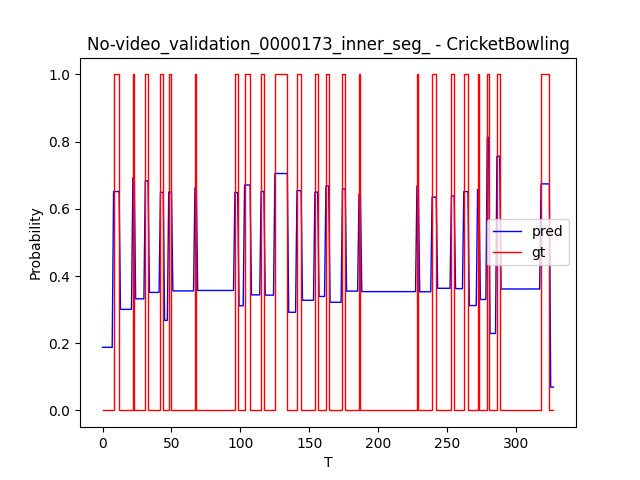 No-video_validation_0000173_inner_seg_ - CricketBowling
1.0
0.8
0.6
0.4
0.2
0.0
Probability
pred
gt
0 50 100 150 200 250 300
T